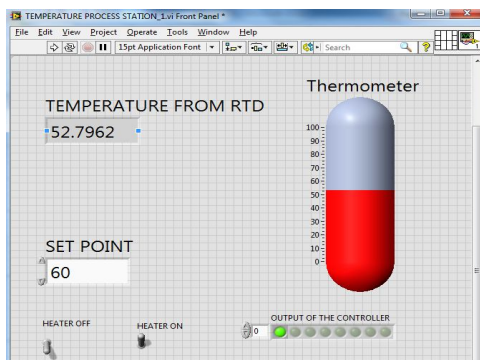 TEMPERATURE PROCESS STATION_1.vi Front Panel *
File Edit View Project Operate Tools Window Help
15pt Application Font Search
Thermometer
TEMPERATURE FROM RTD
52.7962
100
90
80
70
60
50
40
30
20
10
0
SET POINT
60
HEATER OFF
HEATER ON
OUTPUT OF THE CONTROLLER
0